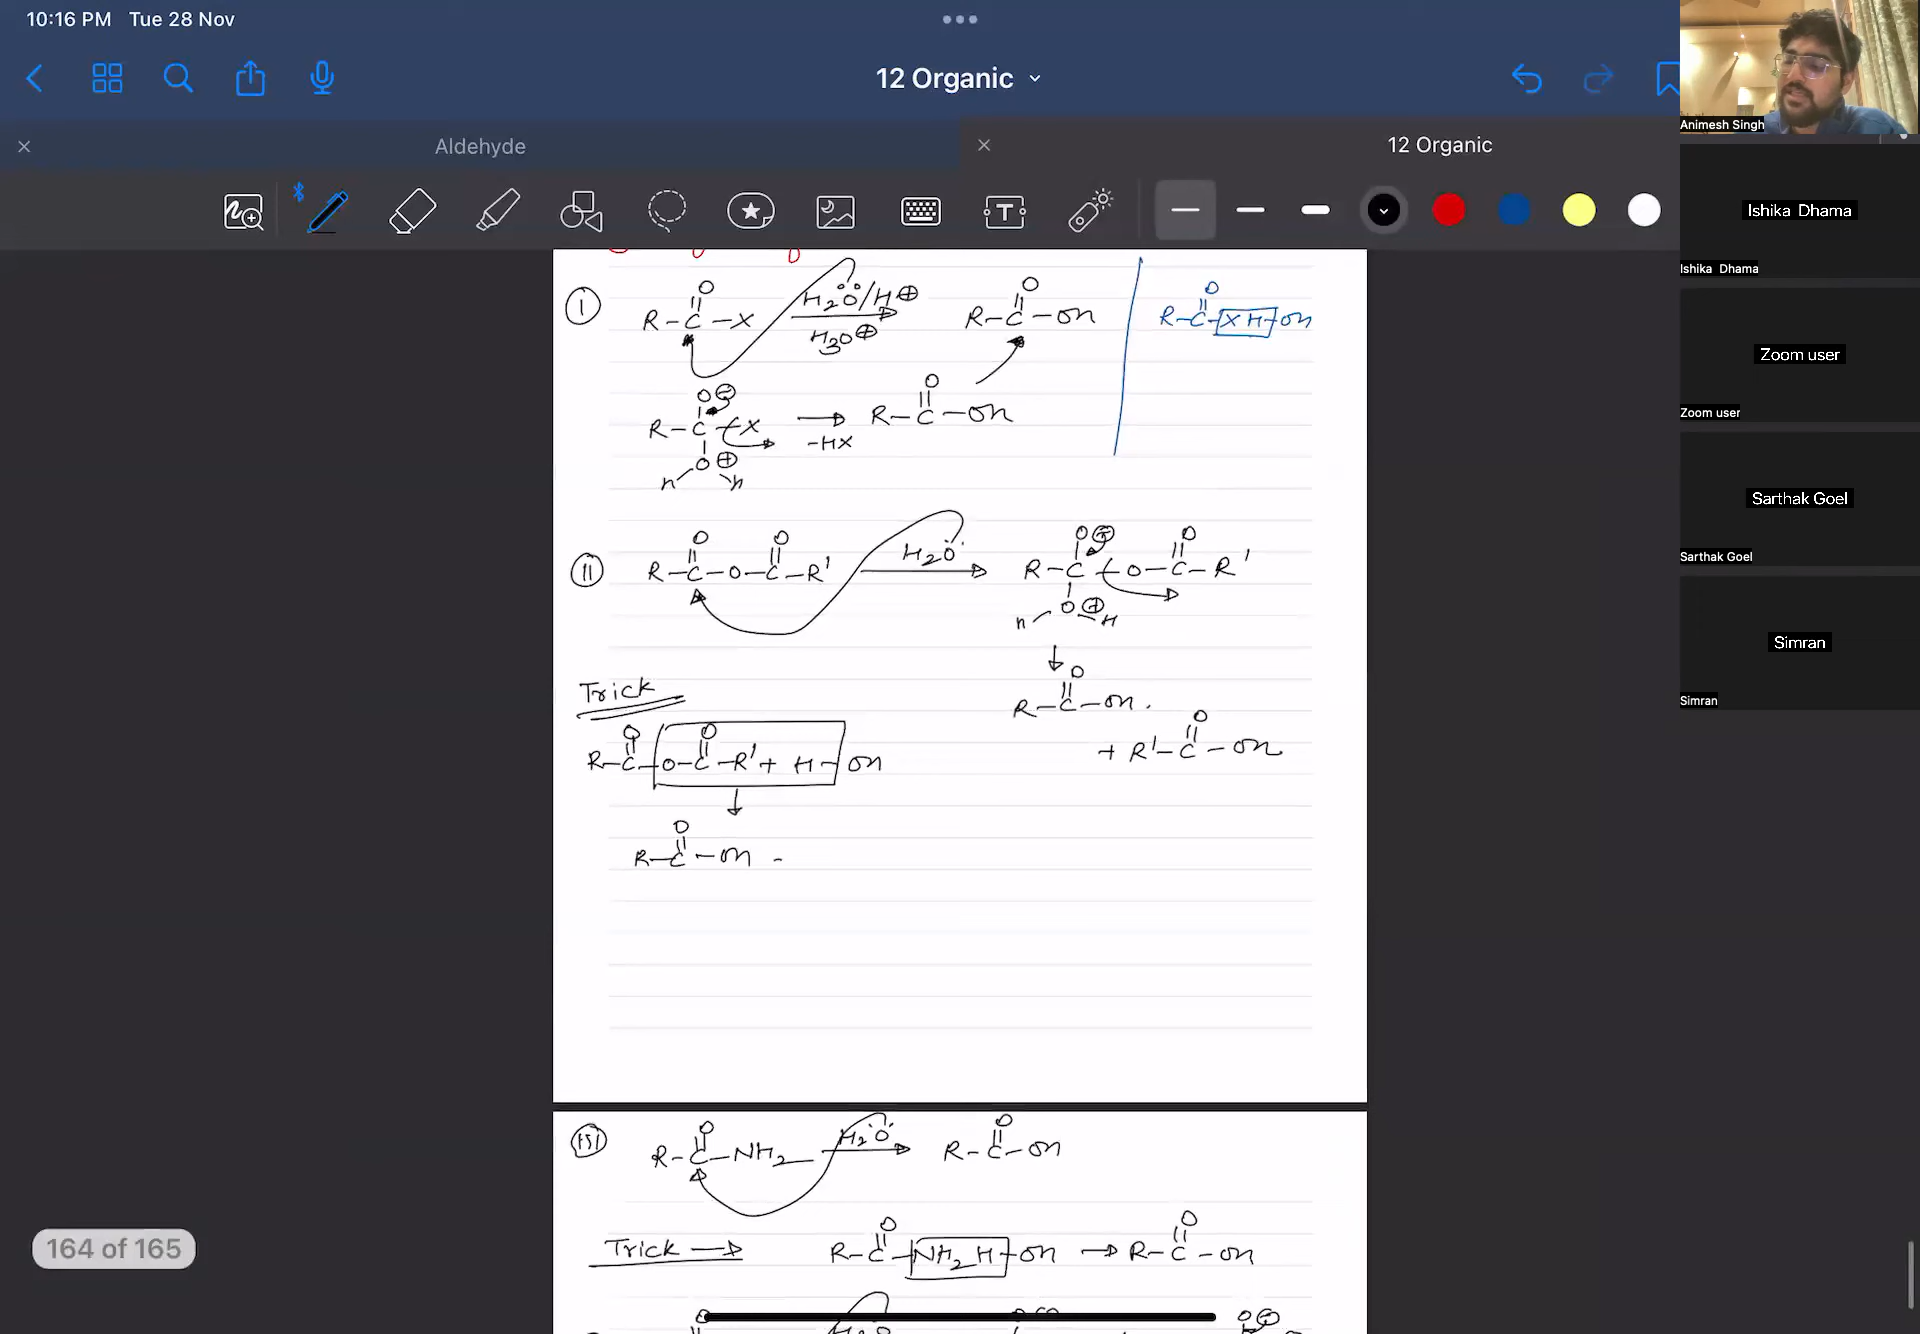 10:16 PM Tue 28 Nov
12 Organic
Aldehyde
12 Organic
Animesh Singh
Ishika Dhama
Ishika Dhama
Zoom user
Zoom user
Sarthak Goel
Sarthak Goel
Simran
Simran
I
O
R-C-X
H2O/H⊕
H3O⊕
O
R-C-OH
O
R-C-X H-OH
O⊖
R-C-X
O⊕
H H
-HX
O
R-C-OH
II
O O
R-C-O-C-R'
H2O
O⊖ O
R-C-O-C-R'
O⊕
H H
O
R-C-OH
O
+ R'-C-OH
Trick
O O
R-C-O-C-R' + H-OH
O
R-C-OH
III
O
R-C-NH2
H2O
O
R-C-OH
Trick →
O
R-C-NH2 H-OH
→
O
R-C-OH
164 of 165